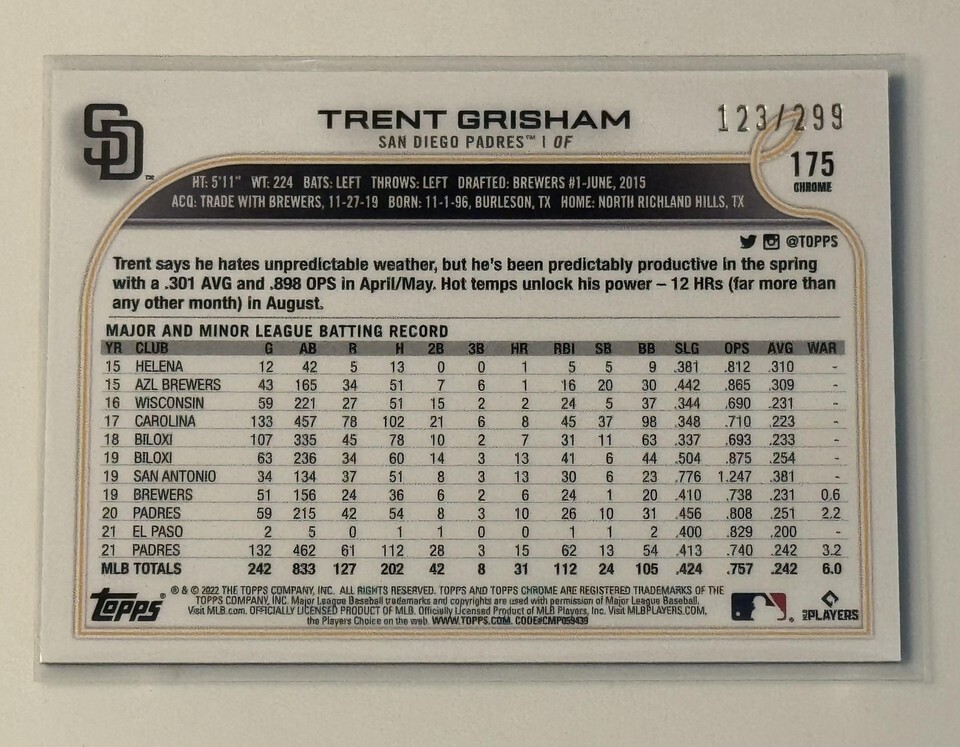 SD
™
TRENT GRISHAM
123/299
SAN DIEGO PADRES™ | OF
175
CHROME
HT: 5'11" WT: 224 BATS: LEFT THROWS: LEFT DRAFTED: BREWERS #1-JUNE, 2015
ACQ: TRADE WITH BREWERS, 11-27-19 BORN: 11-1-96, BURLESON, TX HOME: NORTH RICHLAND HILLS, TX
@TOPPS
Trent says he hates unpredictable weather, but he's been predictably productive in the spring
with a .301 AVG and .898 OPS in April/May. Hot temps unlock his power – 12 HRs (far more than
any other month) in August.
MAJOR AND MINOR LEAGUE BATTING RECORD
YR CLUB G AB R H 2B 3B HR RBI SB BB SLG OPS AVG WAR
15 HELENA 12 42 5 13 0 0 1 5 5 9 .381 .812 .310 -
15 AZL BREWERS 43 165 34 51 7 6 1 16 20 30 .442 .865 .309 -
16 WISCONSIN 59 221 27 51 15 2 2 24 5 37 .344 .690 .231 -
17 CAROLINA 133 457 78 102 21 6 8 45 37 98 .348 .710 .223 -
18 BILOXI 107 335 45 78 10 2 7 31 11 63 .337 .693 .233 -
19 BILOXI 63 236 34 60 14 3 13 41 6 44 .504 .875 .254 -
19 SAN ANTONIO 34 134 37 51 8 3 13 30 6 23 .776 1.247 .381 -
19 BREWERS 51 156 24 36 6 2 6 24 1 20 .410 .738 .231 0.6
20 PADRES 59 215 42 54 8 3 10 26 10 31 .456 .808 .251 2.2
21 EL PASO 2 5 0 1 1 0 0 1 1 2 .400 .829 .200 -
21 PADRES 132 462 61 112 28 3 15 62 13 54 .413 .740 .242 3.2
MLB TOTALS 242 833 127 202 42 8 31 112 24 105 .424 .757 .242 6.0
Topps®
® & © 2022 THE TOPPS COMPANY, INC. ALL RIGHTS RESERVED. TOPPS AND TOPPS CHROME ARE REGISTERED TRADEMARKS OF THE
TOPPS COMPANY, INC. Major League Baseball trademarks and copyrights are used with permission of Major League Baseball.
Visit MLB.com. OFFICIALLY LICENSED PRODUCT OF MLB. Officially Licensed Product of MLB Players, Inc. Visit MLBPLAYERS.COM,
the Players Choice on the web. WWW.TOPPS.COM. CODE#CMP059439
MLB PLAYERS